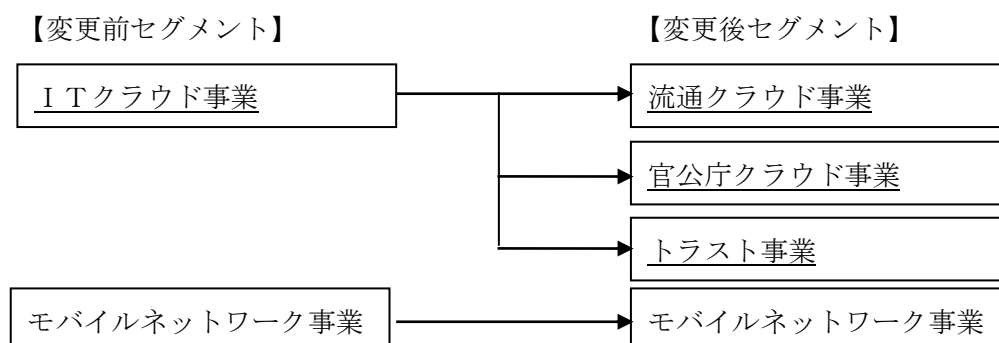 【変更前セグメント】
【変更後セグメント】
ＩＴクラウド事業
流通クラウド事業
官公庁クラウド事業
トラスト事業
モバイルネットワーク事業
モバイルネットワーク事業